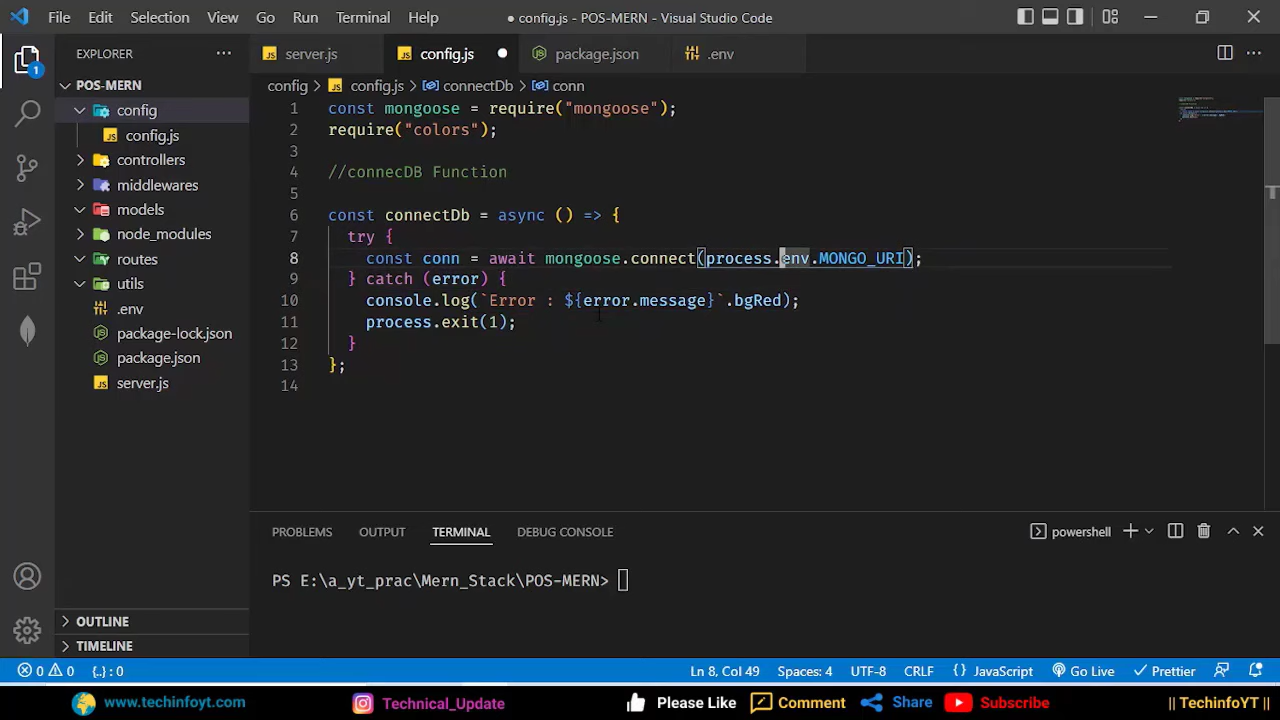 File Edit Selection View Go Run Terminal Help ● config.js - POS-MERN - Visual Studio Code
EXPLORER ···
server.js
config.js ●
package.json
.env
POS-MERN
config
config.js
controllers
middlewares
models
node_modules
routes
utils
.env
package-lock.json
package.json
server.js
OUTLINE
TIMELINE
1
config > config.js > connectDb > conn
1 const mongoose = require("mongoose");
2 require("colors");
3
4 //connecDB Function
5
6 const connectDb = async () => {
7 try {
8 const conn = await mongoose.connect(process.env.MONGO_URI);
9 } catch (error) {
10 console.log(`Error : ${error.message}`.bgRed);
11 process.exit(1);
12 }
13 };
14
PROBLEMS OUTPUT TERMINAL DEBUG CONSOLE powershell
PS E:\a_yt_prac\Mern_Stack\POS-MERN>
0 0 {..} : 0 Ln 8, Col 49 Spaces: 4 UTF-8 CRLF {} JavaScript Go Live Prettier
www.techinfoyt.com Technical_Update Please Like Comment Share Subscribe || TechinfoYT ||